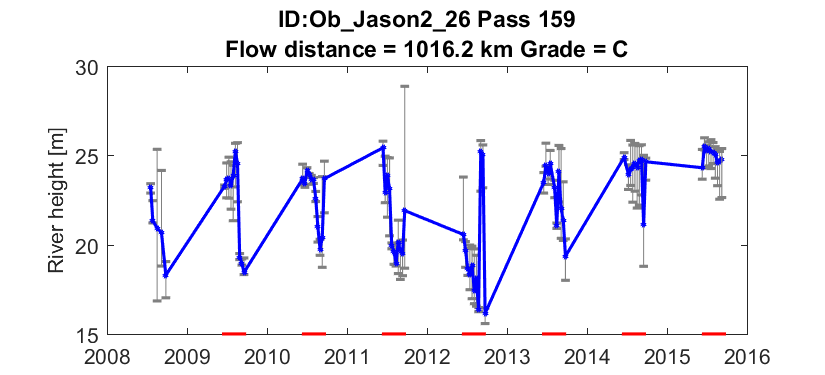 ID:Ob_Jason2_26 Pass 159
Flow distance = 1016.2 km Grade = C
River height [m]
30
25
20
15
2008 2009 2010 2011 2012 2013 2014 2015 2016